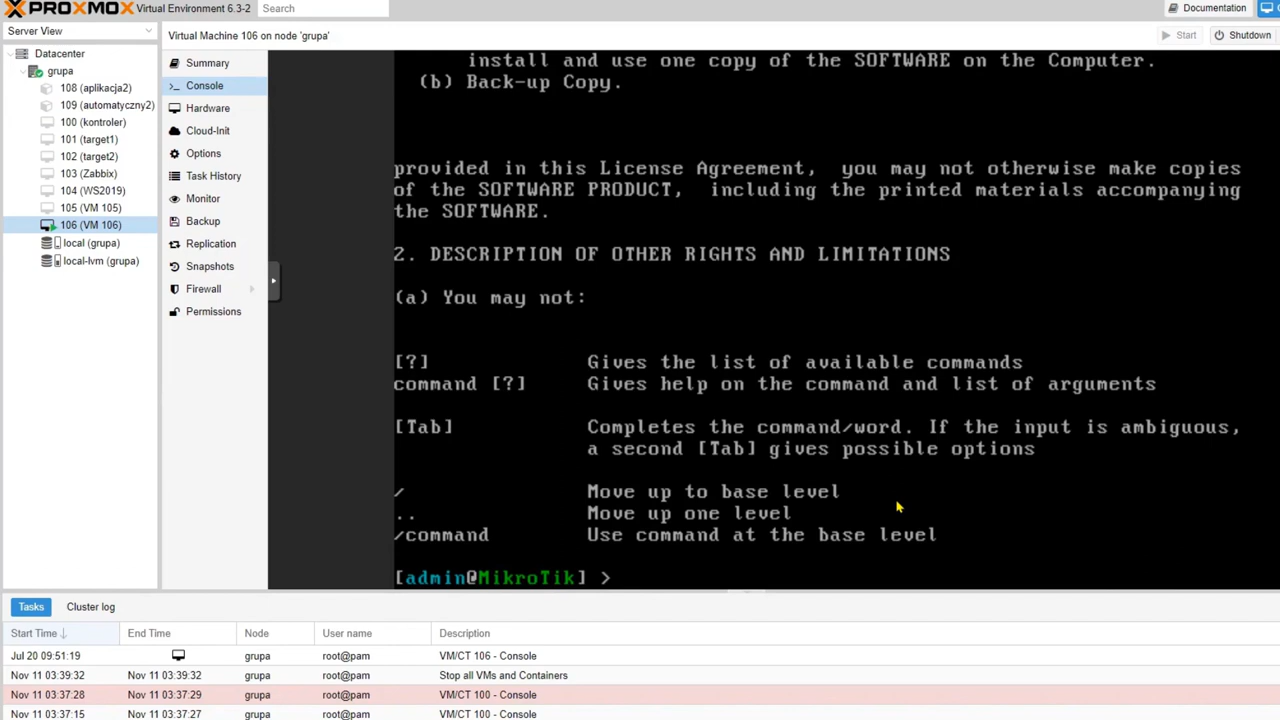 PROXMOX Virtual Environment 6.3-2 Search Documentation
Server View
Virtual Machine 106 on node 'grupa' Start Shutdown
Datacenter
grupa
108 (aplikacja2)
109 (automatyczny2)
100 (kontroler)
101 (target1)
102 (target2)
103 (Zabbix)
104 (WS2019)
105 (VM 105)
106 (VM 106)
local (grupa)
local-lvm (grupa)
Summary
>_ Console
Hardware
Cloud-Init
Options
Task History
Monitor
Backup
Replication
Snapshots
Firewall
Permissions
install and use one copy of the SOFTWARE on the Computer.
(b) Back-up Copy.
provided in this License Agreement, you may not otherwise make copies
of the SOFTWARE PRODUCT, including the printed materials accompanying
the SOFTWARE.
2. DESCRIPTION OF OTHER RIGHTS AND LIMITATIONS
(a) You may not:
[?] Gives the list of available commands
command [?] Gives help on the command and list of arguments
[Tab] Completes the command/word. If the input is ambiguous,
a second [Tab] gives possible options
/ Move up to base level
.. Move up one level
/command Use command at the base level
[admin@MikroTik] >
Tasks Cluster log
Start Time End Time Node User name Description
Jul 20 09:51:19 grupa root@pam VM/CT 106 - Console
Nov 11 03:39:32 Nov 11 03:39:32 grupa root@pam Stop all VMs and Containers
Nov 11 03:37:28 Nov 11 03:37:29 grupa root@pam VM/CT 100 - Console
Nov 11 03:37:15 Nov 11 03:37:27 grupa root@pam VM/CT 100 - Console